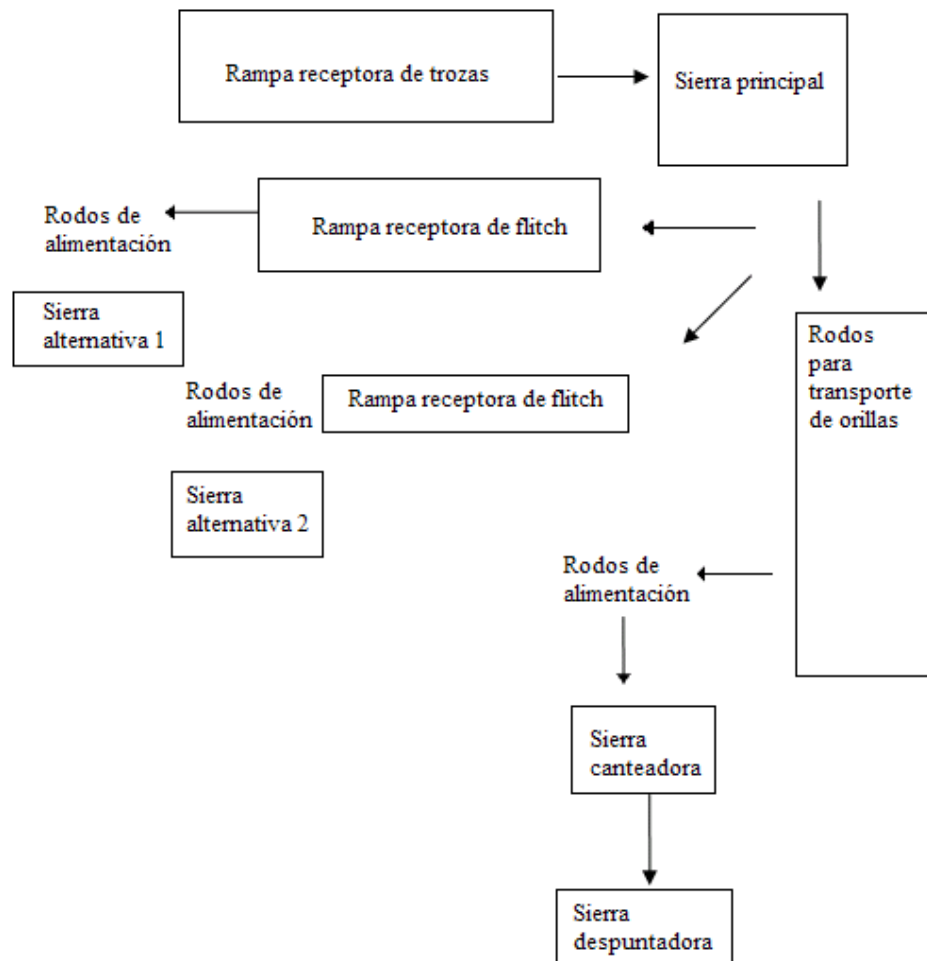 Rampa receptora de trozas
Sierra principal
Rodos de
alimentación
Rampa receptora de flitch
Sierra
alternativa 1
Rodos
para
transporte
de orillas
Rodos de
alimentación
Rampa receptora de flitch
Sierra
alternativa 2
Rodos de
alimentación
Sierra
canteadora
Sierra
despuntadora